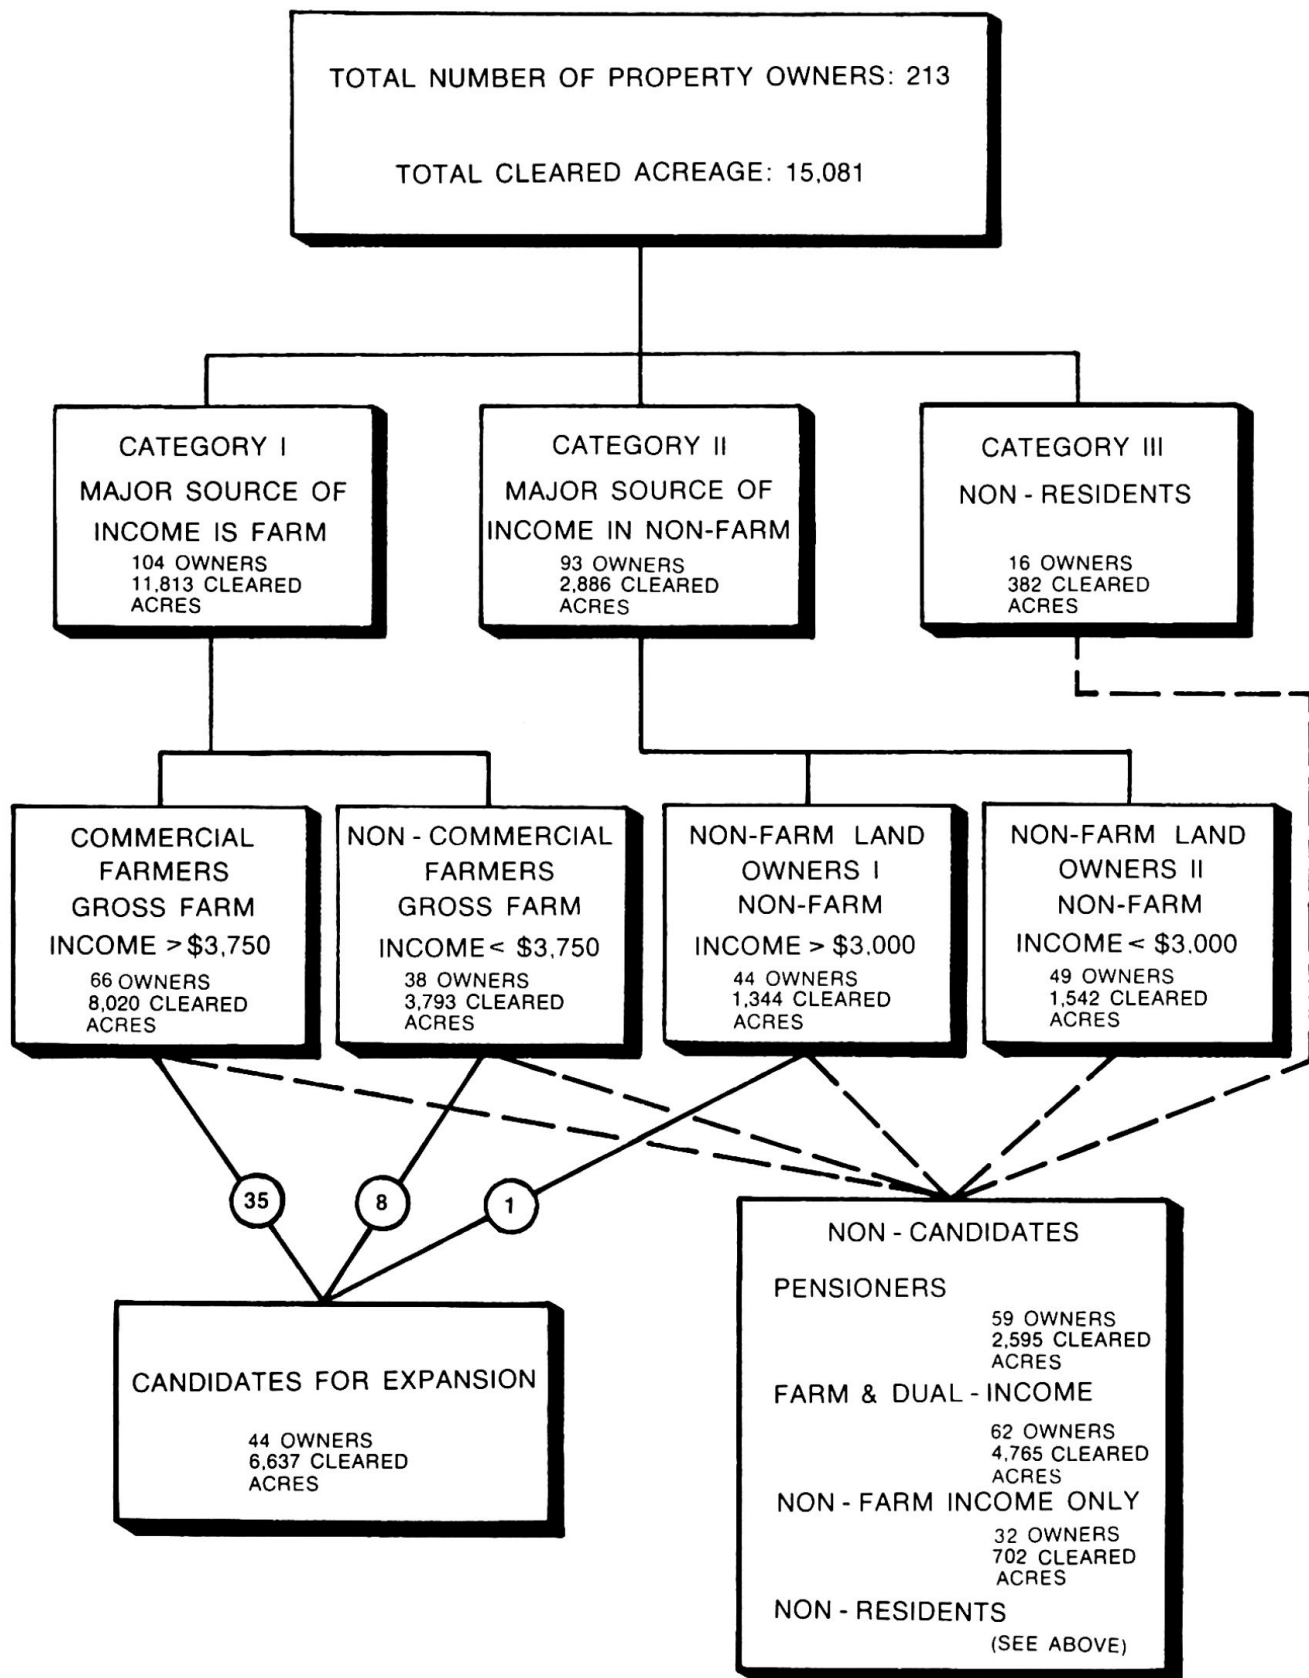 TOTAL NUMBER OF PROPERTY OWNERS: 213
TOTAL CLEARED ACREAGE: 15,081
CATEGORY I
MAJOR SOURCE OF
INCOME IS FARM
104 OWNERS
11,813 CLEARED
ACRES
CATEGORY II
MAJOR SOURCE OF
INCOME IN NON-FARM
93 OWNERS
2,886 CLEARED
ACRES
CATEGORY III
NON - RESIDENTS
16 OWNERS
382 CLEARED
ACRES
COMMERCIAL
FARMERS
GROSS FARM
INCOME > $3,750
66 OWNERS
8,020 CLEARED
ACRES
NON - COMMERCIAL
FARMERS
GROSS FARM
INCOME < $3,750
38 OWNERS
3,793 CLEARED
ACRES
NON-FARM LAND
OWNERS I
NON-FARM
INCOME > $3,000
44 OWNERS
1,344 CLEARED
ACRES
NON-FARM LAND
OWNERS II
NON-FARM
INCOME < $3,000
49 OWNERS
1,542 CLEARED
ACRES
35
8
1
CANDIDATES FOR EXPANSION
44 OWNERS
6,637 CLEARED
ACRES
NON - CANDIDATES
PENSIONERS
59 OWNERS
2,595 CLEARED
ACRES
FARM & DUAL - INCOME
62 OWNERS
4,765 CLEARED
ACRES
NON - FARM INCOME ONLY
32 OWNERS
702 CLEARED
ACRES
NON - RESIDENTS
(SEE ABOVE)